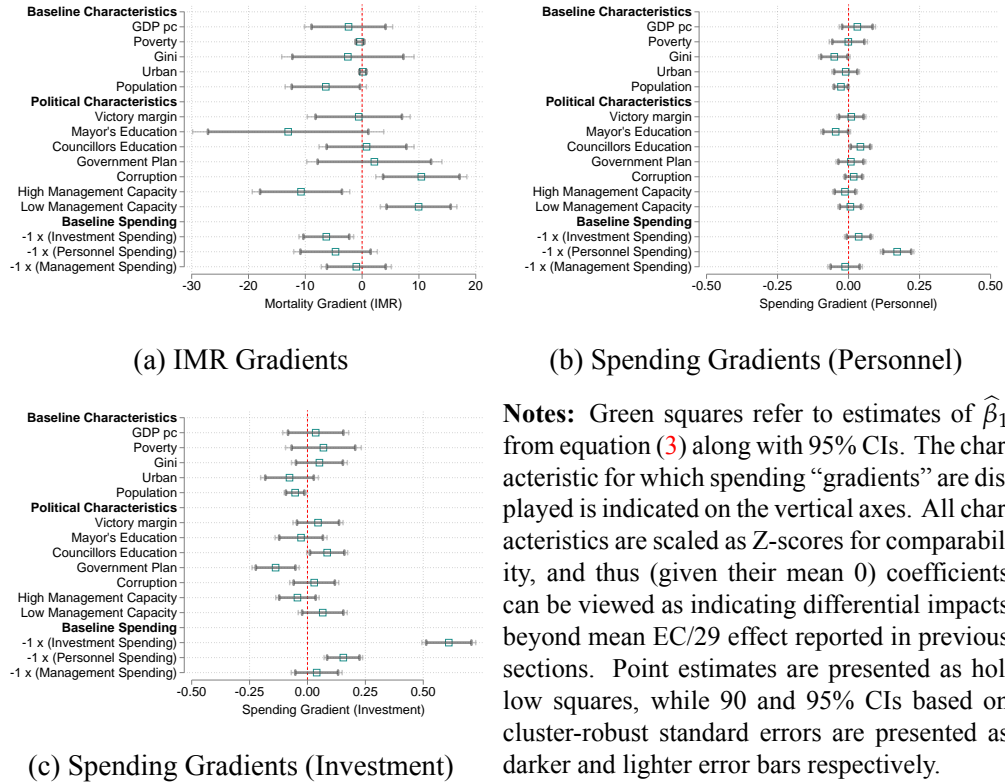 Baseline Characteristics
GDP pc
Poverty
Gini
Urban
Population
Political Characteristics
Victory margin
Mayor's Education
Councillors Education
Government Plan
Corruption
High Management Capacity
Low Management Capacity
Baseline Spending
-1 x (Investment Spending)
-1 x (Personnel Spending)
-1 x (Management Spending)
-30 -20 -10 0 10 20
Mortality Gradient (IMR)
(a) IMR Gradients
Baseline Characteristics
GDP pc
Poverty
Gini
Urban
Population
Political Characteristics
Victory margin
Mayor's Education
Councillors Education
Government Plan
Corruption
High Management Capacity
Low Management Capacity
Baseline Spending
-1 x (Investment Spending)
-1 x (Personnel Spending)
-1 x (Management Spending)
-0.50 -0.25 0.00 0.25 0.50
Spending Gradient (Personnel)
(b) Spending Gradients (Personnel)
Baseline Characteristics
GDP pc
Poverty
Gini
Urban
Population
Political Characteristics
Victory margin
Mayor's Education
Councillors Education
Government Plan
Corruption
High Management Capacity
Low Management Capacity
Baseline Spending
-1 x (Investment Spending)
-1 x (Personnel Spending)
-1 x (Management Spending)
-0.50 -0.25 0.00 0.25 0.50
Spending Gradient (Investment)
(c) Spending Gradients (Investment)
Notes: Green squares refer to estimates of β̂1
from equation (3) along with 95% CIs. The char
acteristic for which spending “gradients” are dis
played is indicated on the vertical axes. All char
acteristics are scaled as Z-scores for comparabil
ity, and thus (given their mean 0) coefficients
can be viewed as indicating differential impacts
beyond mean EC/29 effect reported in previous
sections. Point estimates are presented as hol
low squares, while 90 and 95% CIs based on
cluster-robust standard errors are presented as
darker and lighter error bars respectively.